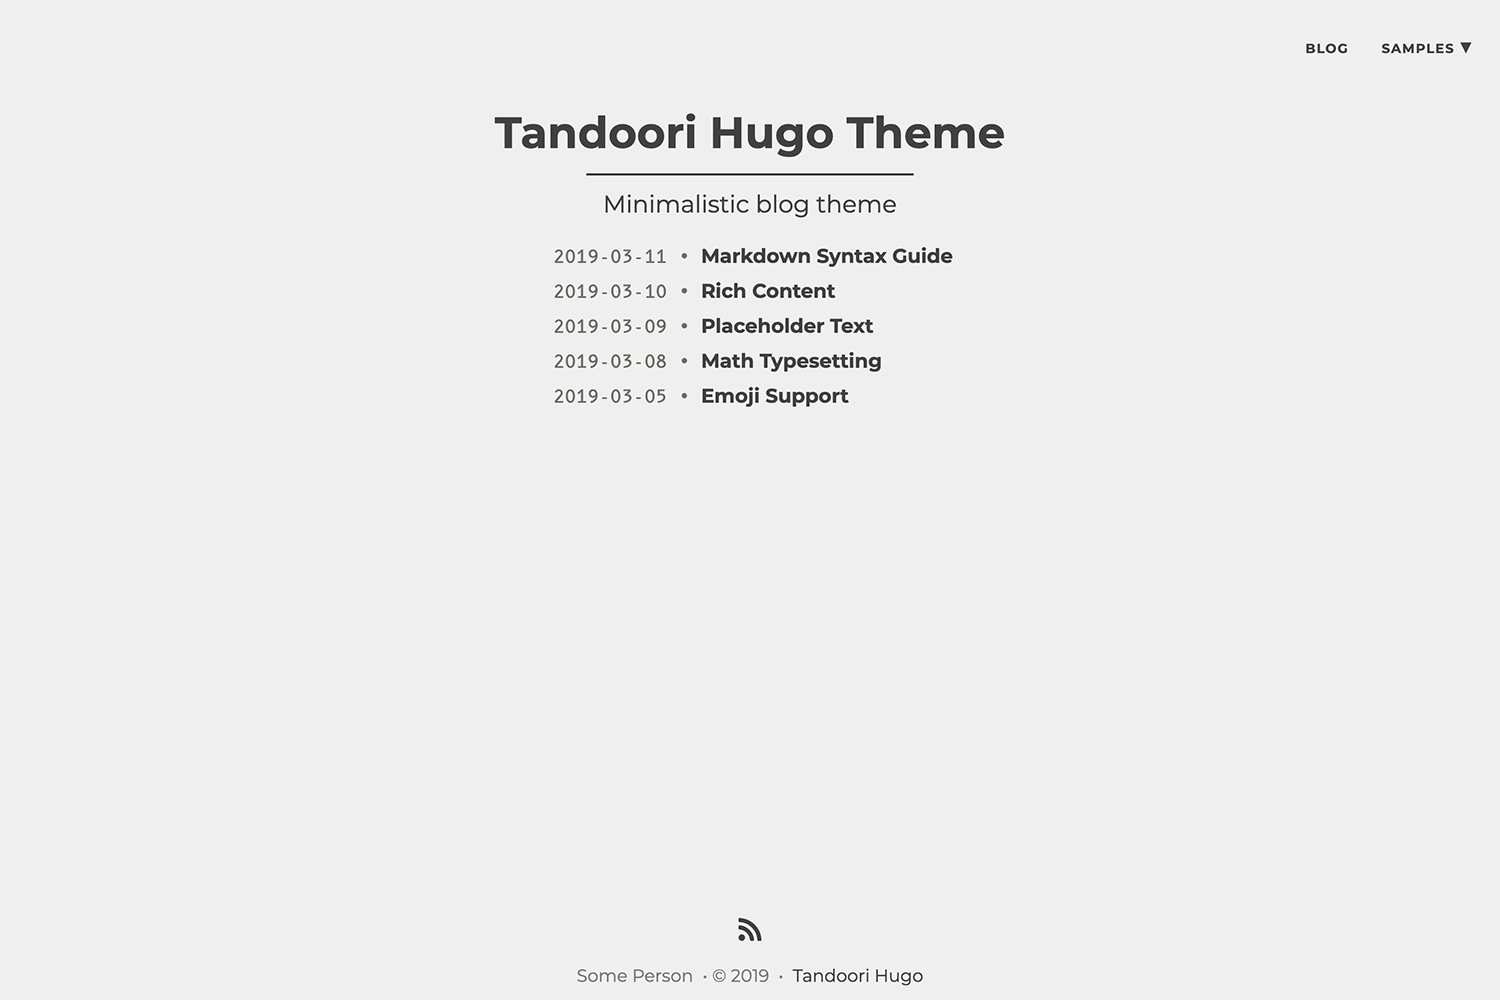 BLOG SAMPLES ▼
Tandoori Hugo Theme
Minimalistic blog theme
2019-03-11 • Markdown Syntax Guide
2019-03-10 • Rich Content
2019-03-09 • Placeholder Text
2019-03-08 • Math Typesetting
2019-03-05 • Emoji Support
Some Person · © 2019 · Tandoori Hugo